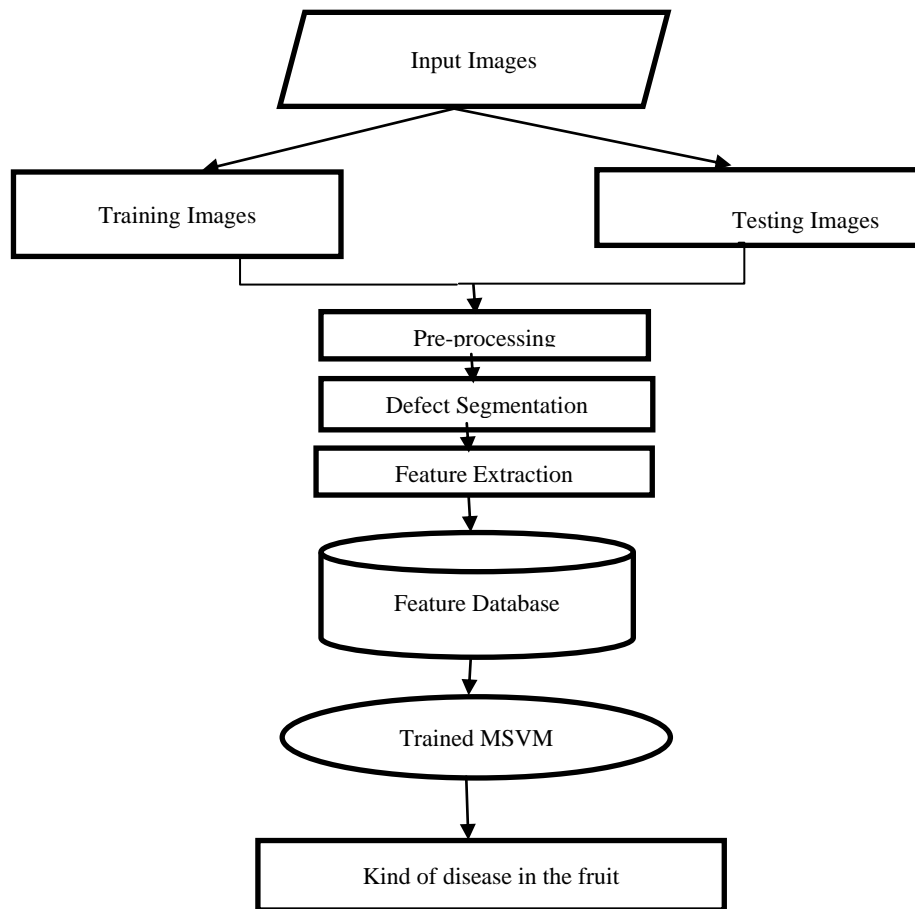 Input Images
Training Images
Testing Images
Pre-processing
Defect Segmentation
Feature Extraction
Feature Database
Trained MSVM
Kind of disease in the fruit